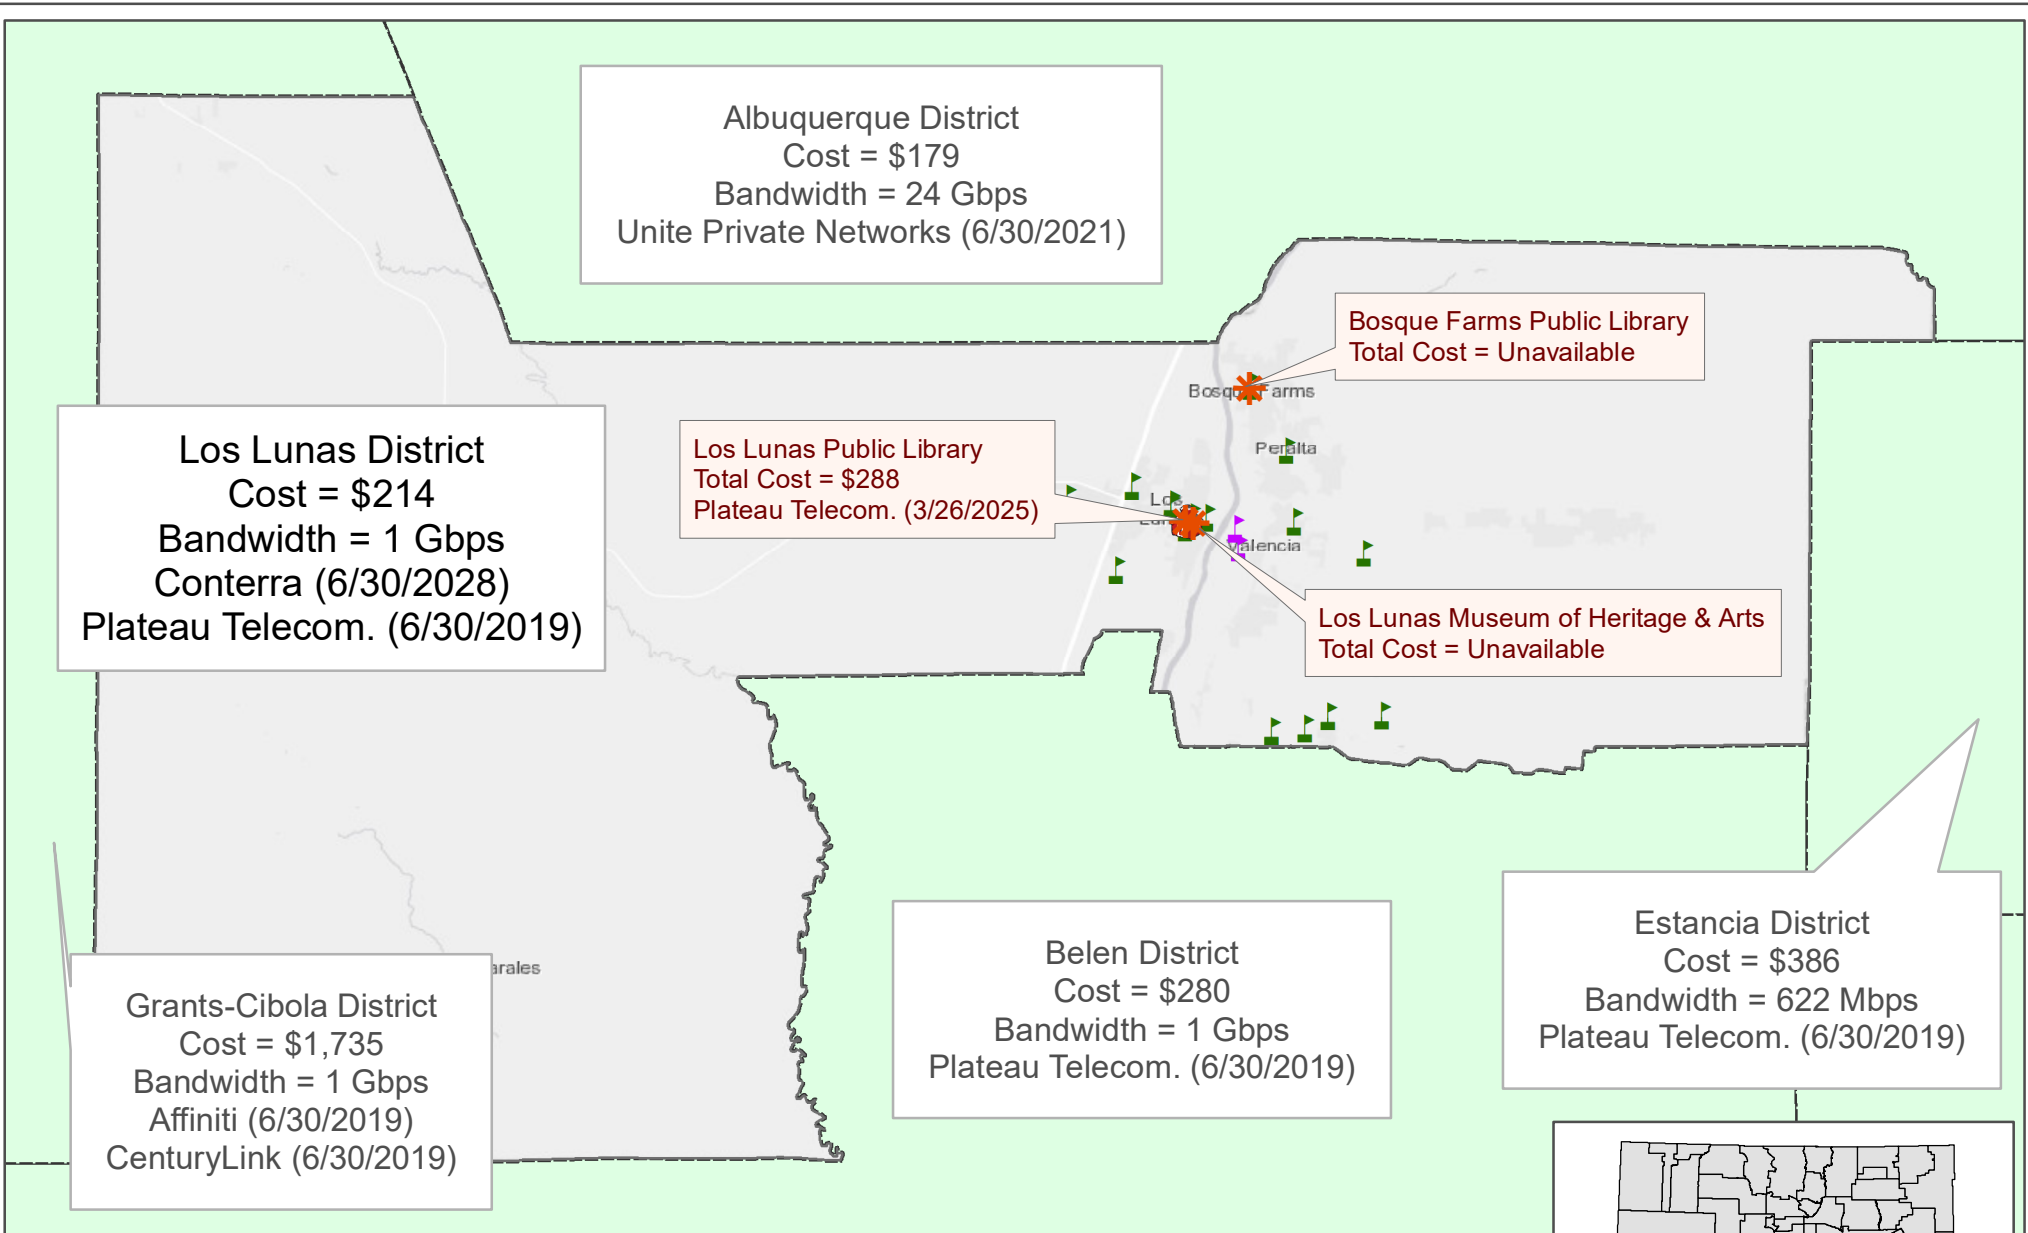 Albuquerque District
Cost = $179
Bandwidth = 24 Gbps
Unite Private Networks (6/30/2021)
Bosque Farms Public Library
Total Cost = Unavailable
Farms
Peralta
Los Lunas District
Cost = $214
Bandwidth = 1 Gbps
Conterra (6/30/2028)
Plateau Telecom. (6/30/2019)
Los Lunas Public Library
Total Cost = $288
Plateau Telecom. (3/26/2025)
Los
Valencia
Los Lunas Museum of Heritage & Arts
Total Cost = Unavailable
arales
Grants-Cibola District
Cost = $1,735
Bandwidth = 1 Gbps
Affiniti (6/30/2019)
CenturyLink (6/30/2019)
Belen District
Cost = $280
Bandwidth = 1 Gbps
Plateau Telecom. (6/30/2019)
Estancia District
Cost = $386
Bandwidth = 622 Mbps
Plateau Telecom. (6/30/2019)